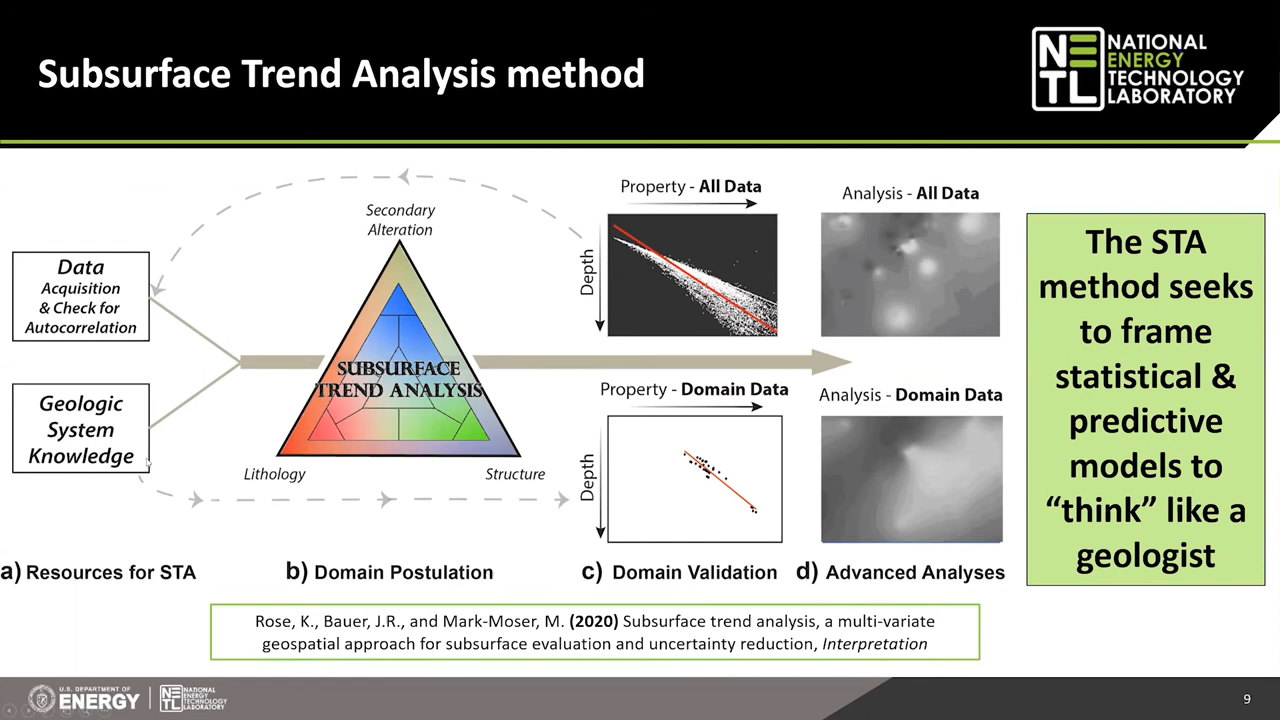 Subsurface Trend Analysis method
NATIONAL
ENERGY
TECHNOLOGY
LABORATORY
NE
TL
Data
Acquisition
& Check for
Autocorrelation
Geologic
System
Knowledge
Secondary
Alteration
SUBSURFACE
TREND ANALYSIS
Lithology
Structure
Property - All Data
Depth
Property - Domain Data
Depth
Analysis - All Data
Analysis - Domain Data
a) Resources for STA
b) Domain Postulation
c) Domain Validation
d) Advanced Analyses
The STA
method seeks
to frame
statistical &
predictive
models to
“think” like a
geologist
Rose, K., Bauer, J.R., and Mark-Moser, M. (2020) Subsurface trend analysis, a multi-variate
geospatial approach for subsurface evaluation and uncertainty reduction, Interpretation
U.S. DEPARTMENT OF
ENERGY
NE
TL
NATIONAL
ENERGY
TECHNOLOGY
LABORATORY
9